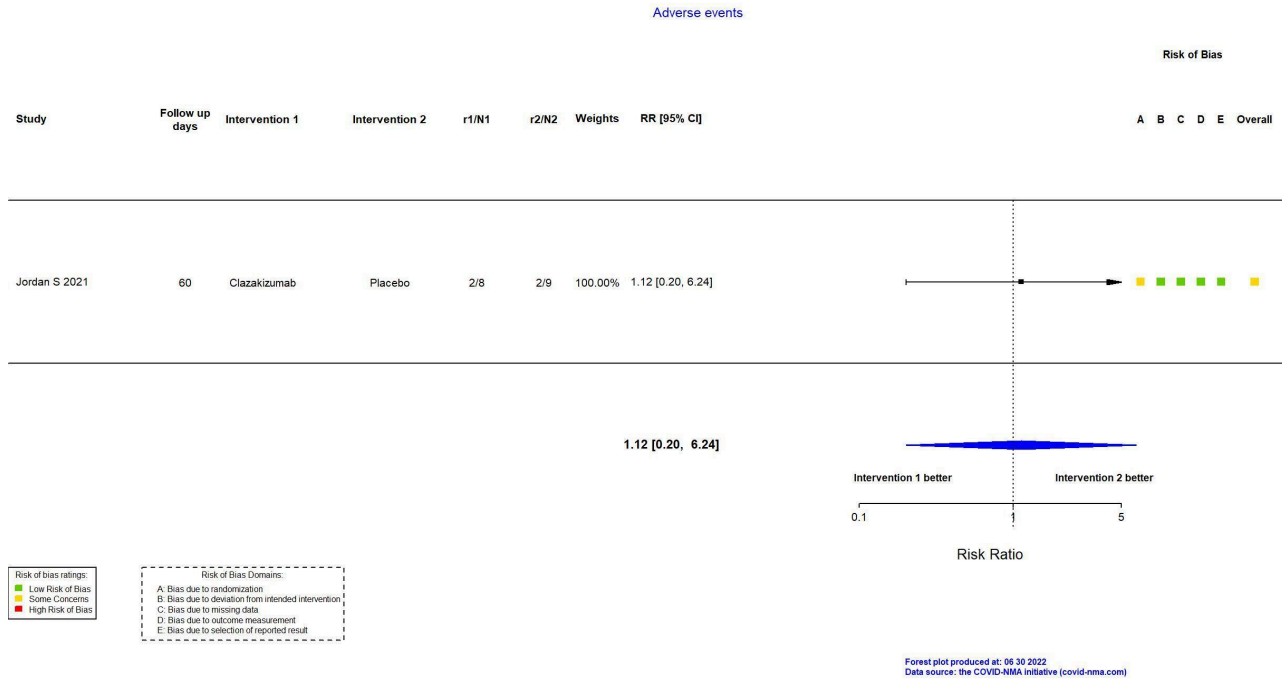 Adverse events
Risk of Bias
Study Follow up days Intervention 1 Intervention 2 r1/N1 r2/N2 Weights RR [95% CI] A B C D E Overall
Jordan S 2021 60 Clazakizumab Placebo 2/8 2/9 100.00% 1.12 [0.20, 6.24]
1.12 [0.20, 6.24]
Intervention 1 better Intervention 2 better
0.1 1 5
Risk Ratio
Risk of bias ratings:
Low Risk of Bias
Some Concerns
High Risk of Bias
Risk of Bias Domains:
A: Bias due to randomization
B: Bias due to deviation from intended intervention
C: Bias due to missing data
D: Bias due to outcome measurement
E: Bias due to selection of reported result
Forest plot produced at: 06 30 2022
Data source: the COVID-NMA initiative (covid-nma.com)